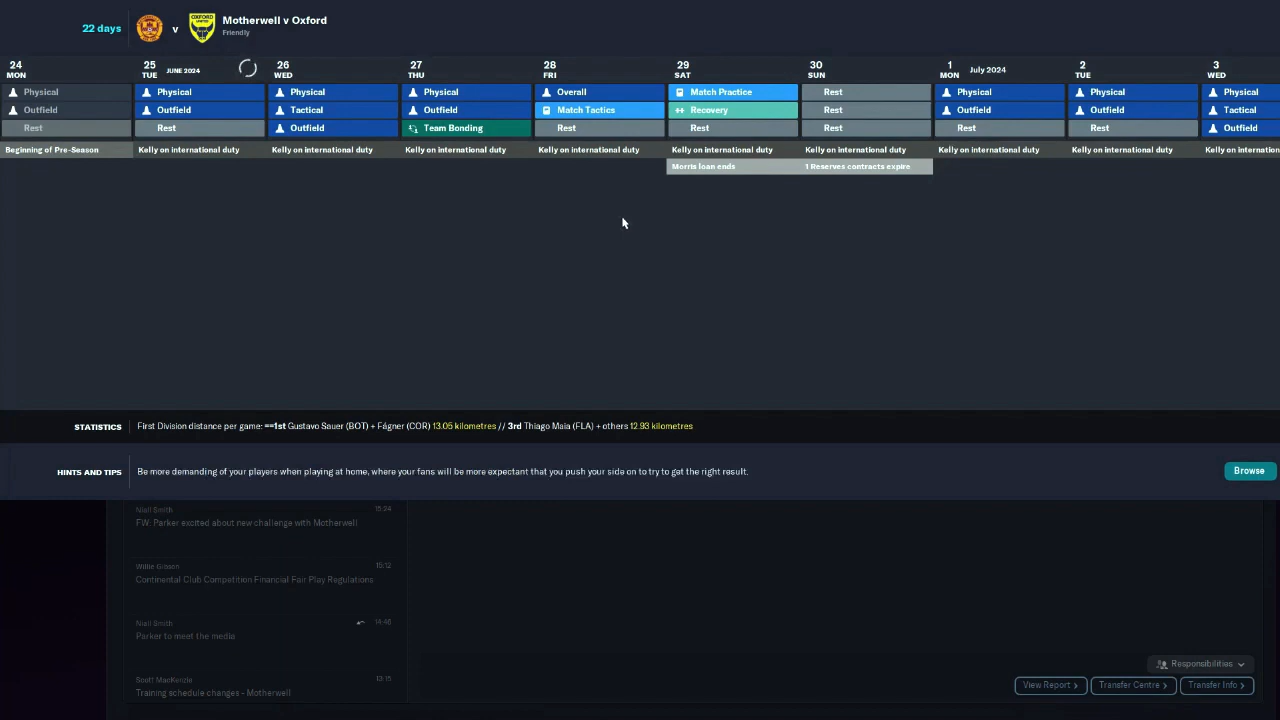 22 days
v
Motherwell v Oxford
Friendly
24 MON
25 TUE JUNE 2024
26 WED
27 THU
28 FRI
29 SAT
30 SUN
1 MON July 2024
2 TUE
3 WED
Physical Physical Physical Physical Overall Match Practice Rest Physical Physical Physical
Outfield Outfield Tactical Outfield Match Tactics Recovery Rest Outfield Outfield Tactical
Rest Rest Outfield Team Bonding Rest Rest Rest Rest Rest Outfield
Beginning of Pre-Season Kelly on international duty Kelly on international duty Kelly on international duty Kelly on international duty Kelly on international duty Kelly on international duty Kelly on international duty Kelly on international duty Kelly on internation
Morris loan ends 1 Reserves contracts expire
STATISTICS First Division distance per game: ==1st Gustavo Sauer (BOT) + Fágner (COR) 13.05 kilometres // 3rd Thiago Maia (FLA) + others 12.93 kilometres
HINTS AND TIPS Be more demanding of your players when playing at home, where your fans will be more expectant that you push your side on to try to get the right result.
Browse
Niall Smith 15:24
FW: Parker excited about new challenge with Motherwell
Willie Gibson 15:12
Continental Club Competition Financial Fair Play Regulations
Niall Smith 14:46
Parker to meet the media
Scott MacKenzie 13:15
Training schedule changes - Motherwell
Responsibilities
View Report Transfer Centre Transfer Info